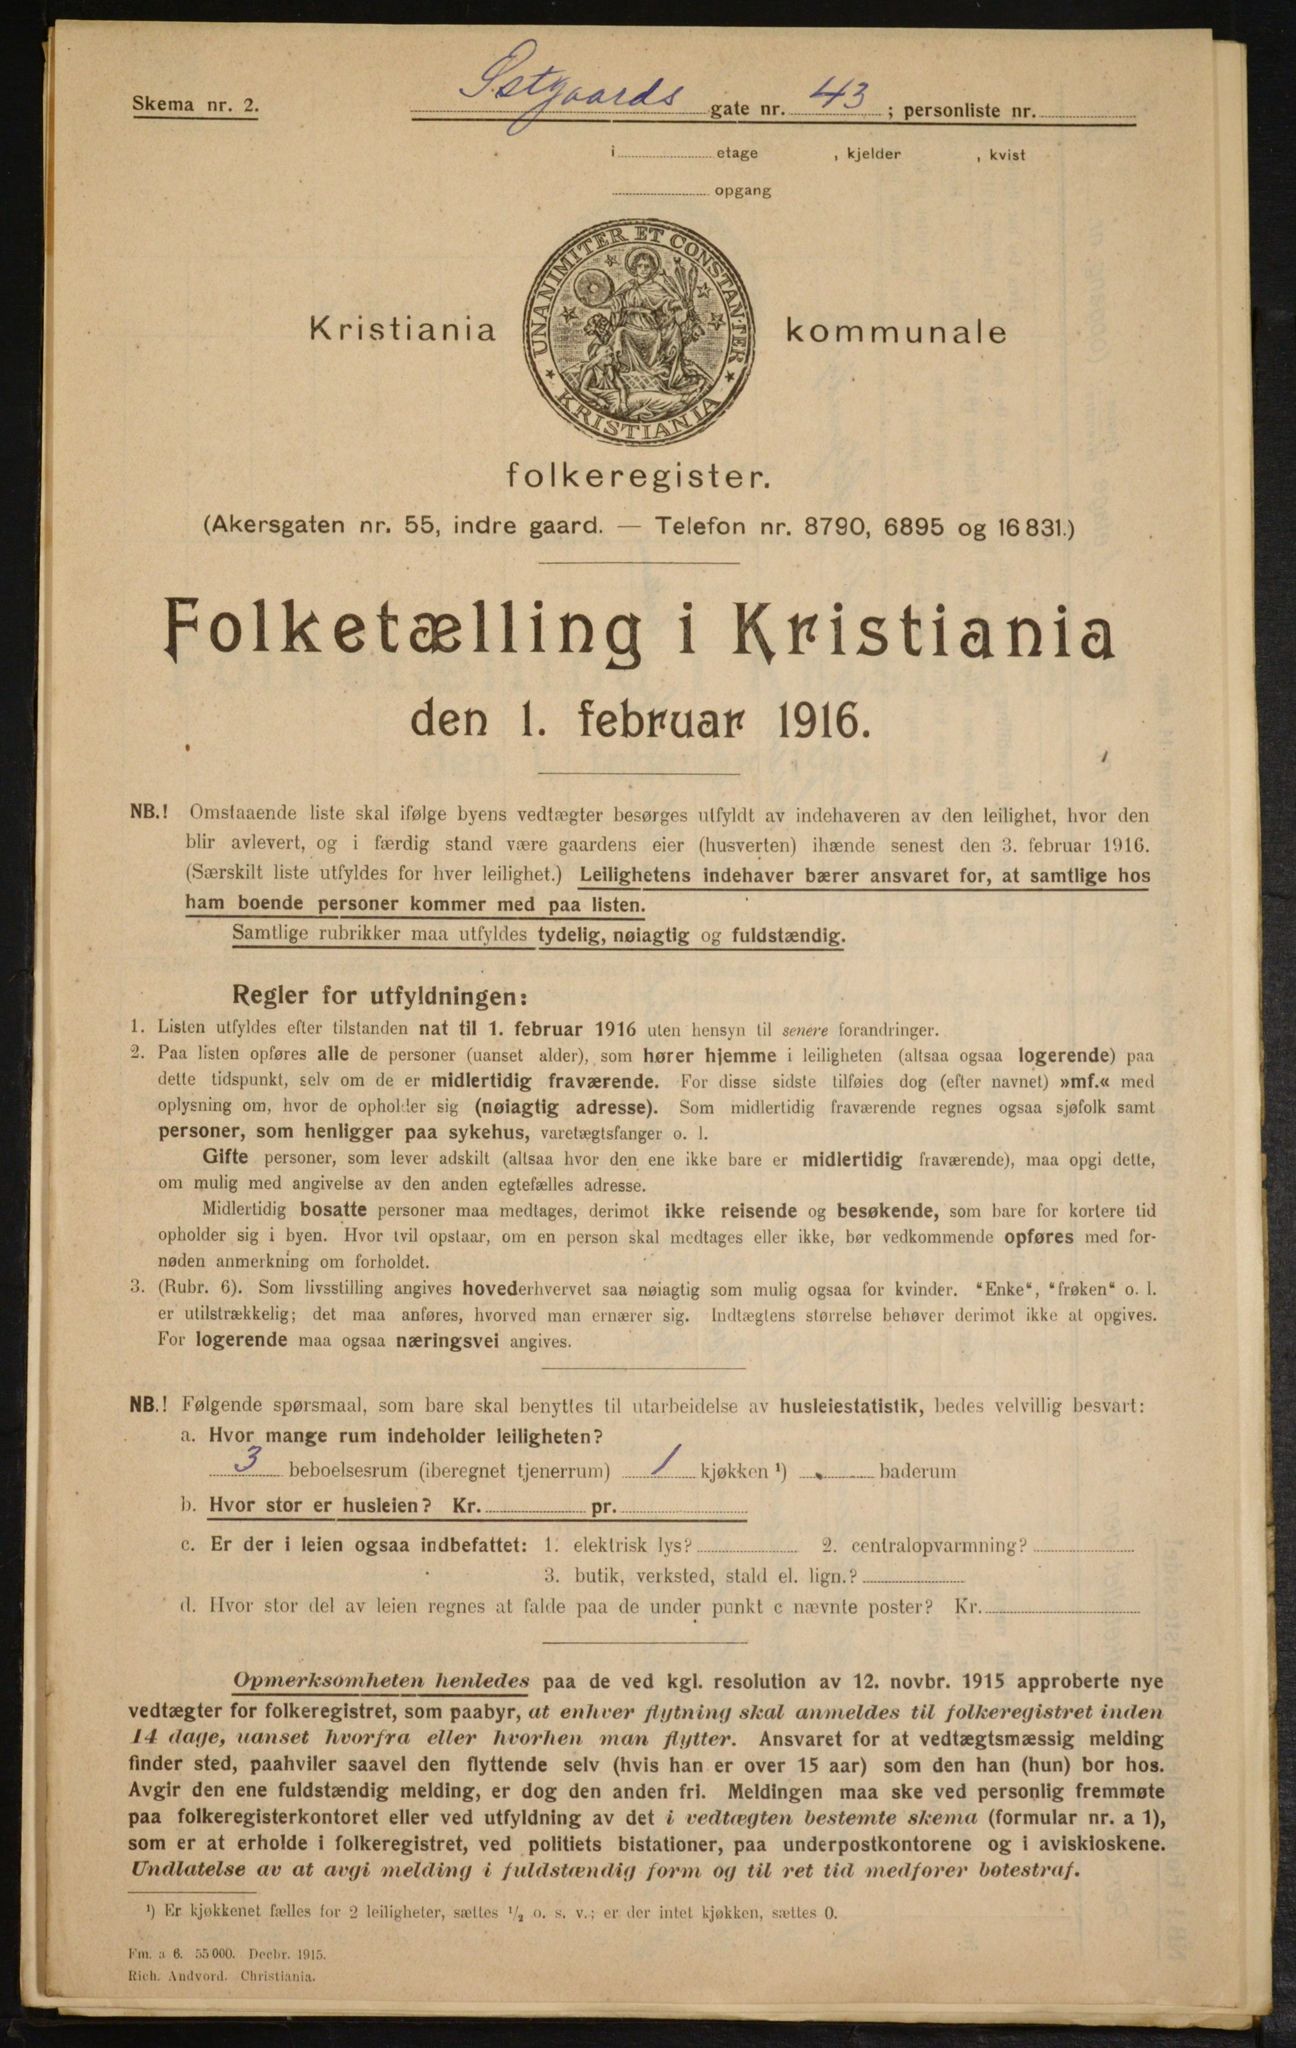 Skema nr. 2.
Østgaards gate nr. 43 ; personliste nr.
i etage , kjelder , kvist
opgang
UNANIMITER ET CONSTANTER
KRISTIANIA
Kristiania kommunale
folkeregister.
(Akersgaten nr. 55, indre gaard. — Telefon nr. 8790, 6895 og 16 831.)
Folketælling i Kristiania
den 1. februar 1916.
NB.! Omstaaende liste skal ifølge byens vedtægter besørges utfyldt av indehaveren av den leilighet, hvor den
blir avlevert, og i færdig stand være gaardens eier (husverten) ihænde senest den 3. februar 1916.
(Særskilt liste utfyldes for hver leilighet.) Leilighetens indehaver bærer ansvaret for, at samtlige hos
ham boende personer kommer med paa listen.
Samtlige rubrikker maa utfyldes tydelig, nøiagtig og fuldstændig.
Regler for utfyldningen:
1. Listen utfyldes efter tilstanden nat til 1. februar 1916 uten hensyn til senere forandringer.
2. Paa listen opføres alle de personer (uanset alder), som hører hjemme i leiligheten (altsaa ogsaa logerende) paa
dette tidspunkt, selv om de er midlertidig fraværende. For disse sidste tilføies dog (efter navnet) »mf.« med
oplysning om, hvor de opholder sig (nøiagtig adresse). Som midlertidig fraværende regnes ogsaa sjøfolk samt
personer, som henligger paa sykehus, varetægtsfanger o. l.
Gifte personer, som lever adskilt (altsaa hvor den ene ikke bare er midlertidig fraværende), maa opgi dette,
om mulig med angivelse av den anden egtefælles adresse.
Midlertidig bosatte personer maa medtages, derimot ikke reisende og besøkende, som bare for kortere tid
opholder sig i byen. Hvor tvil opstaar, om en person skal medtages eller ikke, bør vedkommende opføres med for-
nøden anmerkning om forholdet.
3. (Rubr. 6). Som livsstilling angives hovederhvervet saa nøiagtig som mulig ogsaa for kvinder. "Enke", "frøken" o. l.
er utilstrækkelig; det maa anføres, hvorved man ernærer sig. Indtægtens størrelse behøver derimot ikke at opgives.
For logerende maa ogsaa næringsvei angives.
NB.! Følgende spørsmaal, som bare skal benyttes til utarbeidelse av husleiestatistik, bedes velvillig besvart:
a. Hvor mange rum indeholder leiligheten?
3 beboelsesrum (iberegnet tjenerrum) 1 kjøkken ¹) baderum
b. Hvor stor er husleien? Kr. pr.
c. Er der i leien ogsaa indbefattet: 1. elektrisk lys? 2. centralopvarmning?
3. butik, verksted, stald el. lign.?
d. Hvor stor del av leien regnes at falde paa de under punkt c nævnte poster? Kr.
Opmerksomheten henledes paa de ved kgl. resolution av 12. novbr. 1915 approberte nye
vedtægter for folkeregistret, som paabyr, at enhver flytning skal anmeldes til folkeregistret inden
14 dage, uanset hvorfra eller hvorhen man flytter. Ansvaret for at vedtægtsmæssig melding
finder sted, paahviler saavel den flyttende selv (hvis han er over 15 aar) som den han (hun) bor hos.
Avgir den ene fuldstændig melding, er dog den anden fri. Meldingen maa ske ved personlig fremmøte
paa folkeregisterkontoret eller ved utfyldning av det i vedtægten bestemte skema (formular nr. a 1),
som er at erholde i folkeregistret, ved politiets bistationer, paa underpostkontorene og i aviskioskene.
Undlatelse av at avgi melding i fuldstændig form og til ret tid medfører bøtestraf.
¹) Er kjøkkenet fælles for 2 leiligheter, sættes ½ o. s. v.; er der intet kjøkken, sættes 0.
Fm. a 6. 55 000. Decbr. 1915.
Rich. Andvord. Christiania.